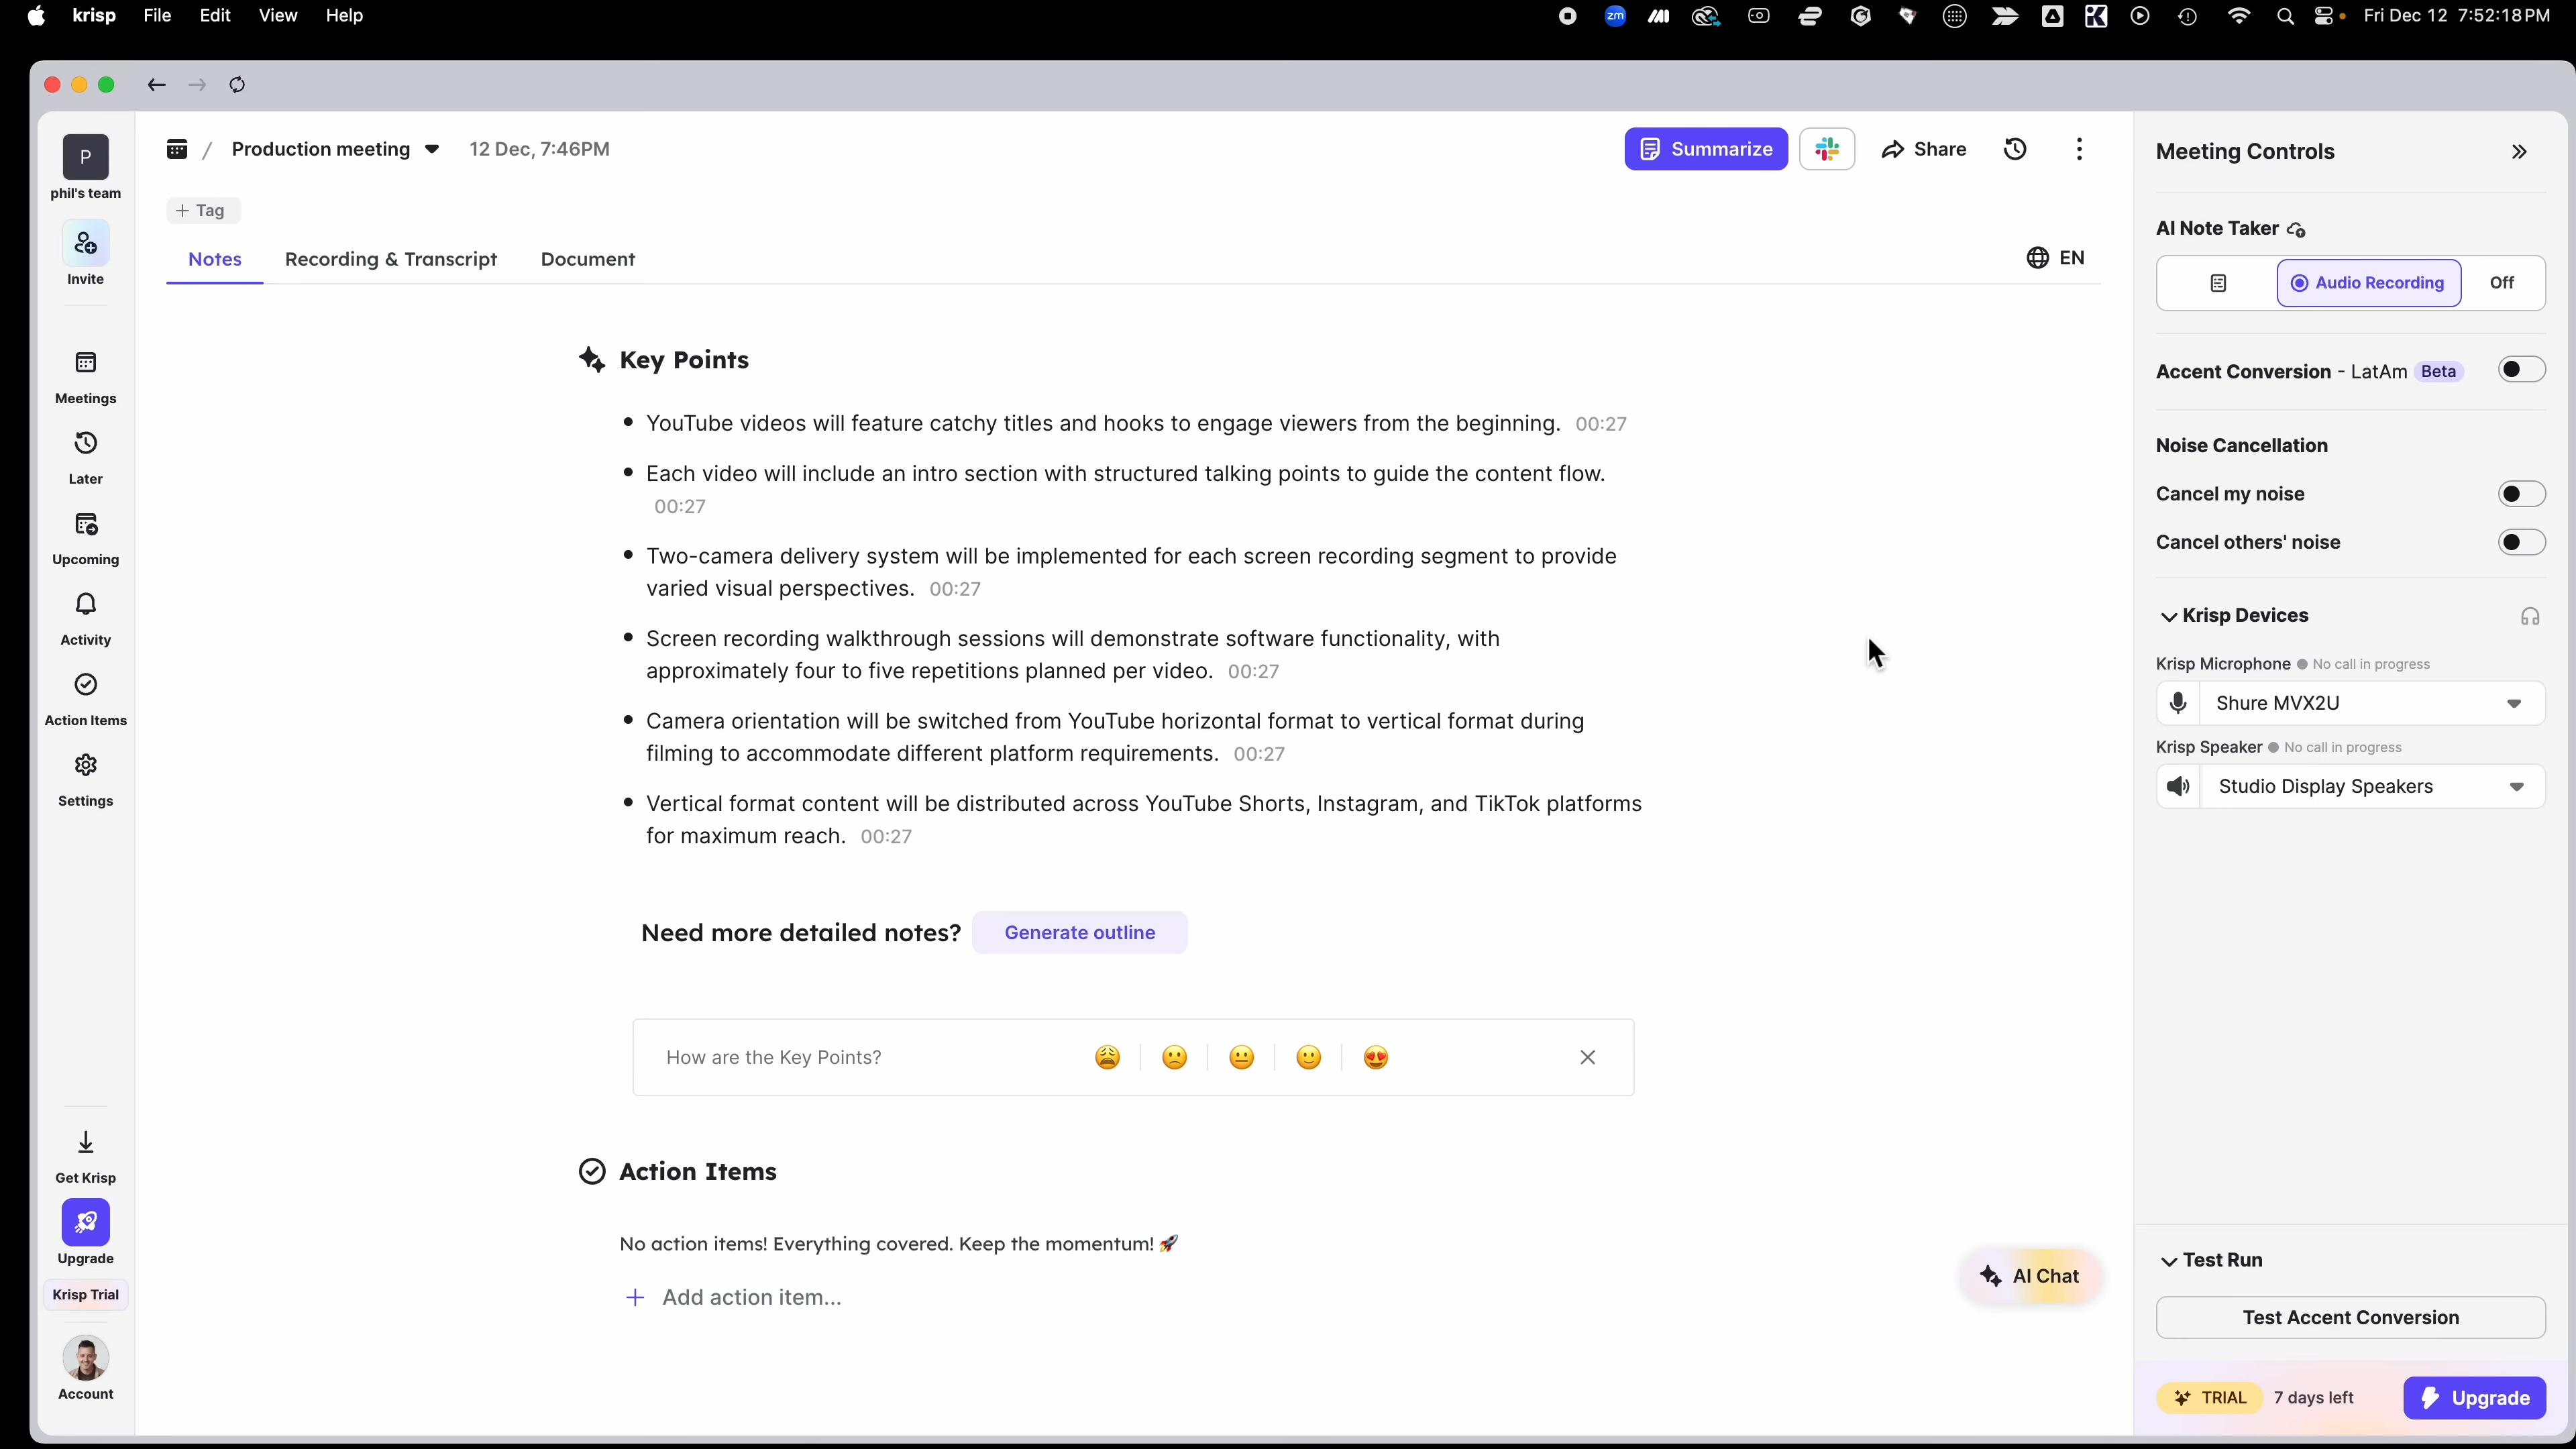 krisp File Edit View Help
zm
Fri Dec 12 7:52:18 PM
P
phil's team
Invite
Meetings
Later
Upcoming
Activity
Action Items
Settings
Get Krisp
Upgrade
Krisp Trial
Account
/ Production meeting 12 Dec, 7:46PM
Summarize
Share
+ Tag
Notes Recording & Transcript Document
EN
Key Points
• YouTube videos will feature catchy titles and hooks to engage viewers from the beginning. 00:27
• Each video will include an intro section with structured talking points to guide the content flow.
00:27
• Two-camera delivery system will be implemented for each screen recording segment to provide
varied visual perspectives. 00:27
• Screen recording walkthrough sessions will demonstrate software functionality, with
approximately four to five repetitions planned per video. 00:27
• Camera orientation will be switched from YouTube horizontal format to vertical format during
filming to accommodate different platform requirements. 00:27
• Vertical format content will be distributed across YouTube Shorts, Instagram, and TikTok platforms
for maximum reach. 00:27
Need more detailed notes? Generate outline
How are the Key Points? 😩 🙁 😐 🙂 😍
Action Items
No action items! Everything covered. Keep the momentum! 🚀
+ Add action item...
AI Chat
Meeting Controls
AI Note Taker
Audio Recording Off
Accent Conversion - LatAm Beta
Noise Cancellation
Cancel my noise
Cancel others' noise
Krisp Devices
Krisp Microphone No call in progress
Shure MVX2U
Krisp Speaker No call in progress
Studio Display Speakers
Test Run
Test Accent Conversion
TRIAL 7 days left Upgrade